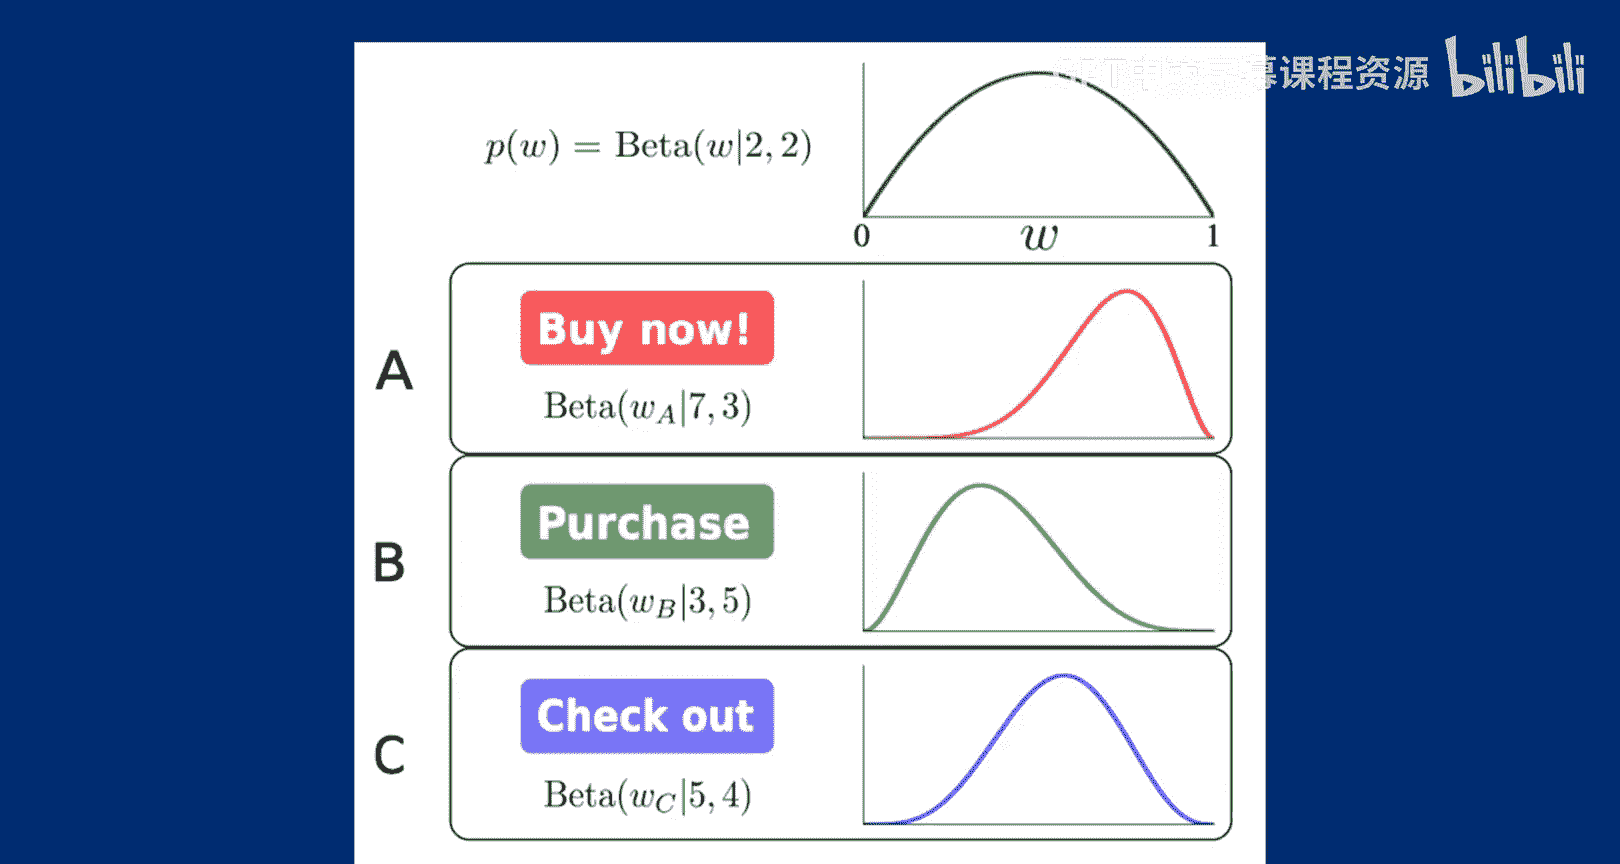 课程资源 bilibili
p(w) = Beta(w|2, 2)
0 w 1
A
Buy now!
Beta(w_A|7, 3)
B
Purchase
Beta(w_B|3, 5)
C
Check out
Beta(w_C|5, 4)